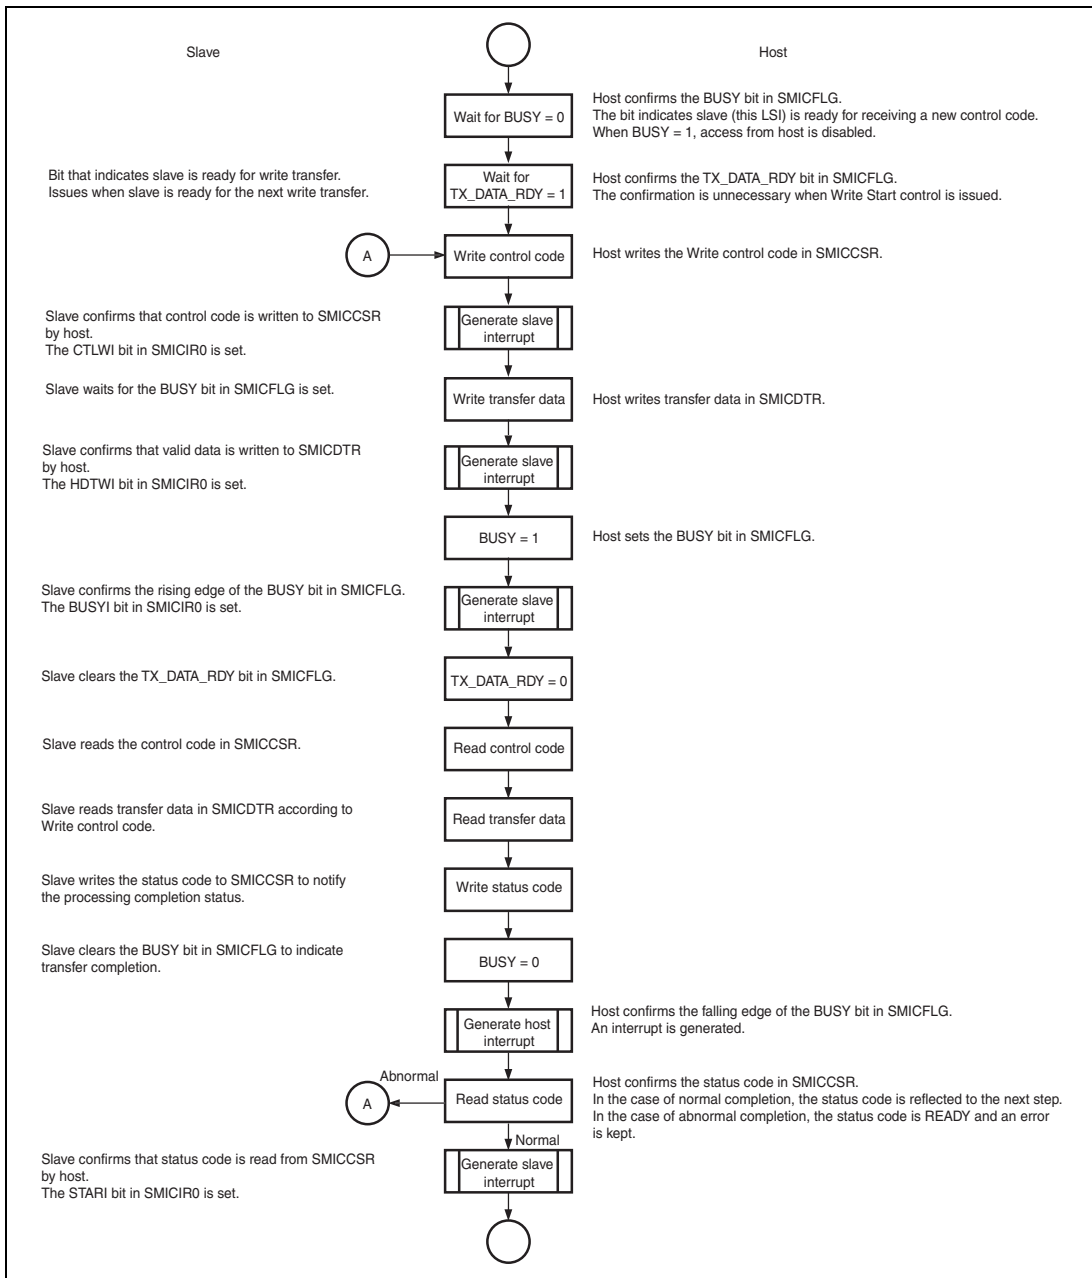 Slave
Host
Wait for BUSY = 0
Host confirms the BUSY bit in SMICFLG.
The bit indicates slave (this LSI) is ready for receiving a new control code.
When BUSY = 1, access from host is disabled.
Bit that indicates slave is ready for write transfer.
Issues when slave is ready for the next write transfer.
Wait for
TX_DATA_RDY = 1
Host confirms the TX_DATA_RDY bit in SMICFLG.
The confirmation is unnecessary when Write Start control is issued.
A
Write control code
Host writes the Write control code in SMICCSR.
Slave confirms that control code is written to SMICCSR
by host.
The CTLWI bit in SMICIR0 is set.
Generate slave
interrupt
Slave waits for the BUSY bit in SMICFLG is set.
Write transfer data
Host writes transfer data in SMICDTR.
Slave confirms that valid data is written to SMICDTR
by host.
The HDTWI bit in SMICIR0 is set.
Generate slave
interrupt
BUSY = 1
Host sets the BUSY bit in SMICFLG.
Slave confirms the rising edge of the BUSY bit in SMICFLG.
The BUSYI bit in SMICIR0 is set.
Generate slave
interrupt
Slave clears the TX_DATA_RDY bit in SMICFLG.
TX_DATA_RDY = 0
Slave reads the control code in SMICCSR.
Read control code
Slave reads transfer data in SMICDTR according to
Write control code.
Read transfer data
Slave writes the status code to SMICCSR to notify
the processing completion status.
Write status code
Slave clears the BUSY bit in SMICFLG to indicate
transfer completion.
BUSY = 0
Generate host
interrupt
Host confirms the falling edge of the BUSY bit in SMICFLG.
An interrupt is generated.
Abnormal
A
Read status code
Host confirms the status code in SMICCSR.
In the case of normal completion, the status code is reflected to the next step.
In the case of abnormal completion, the status code is READY and an error
is kept.
Normal
Slave confirms that status code is read from SMICCSR
by host.
The STARI bit in SMICIR0 is set.
Generate slave
interrupt